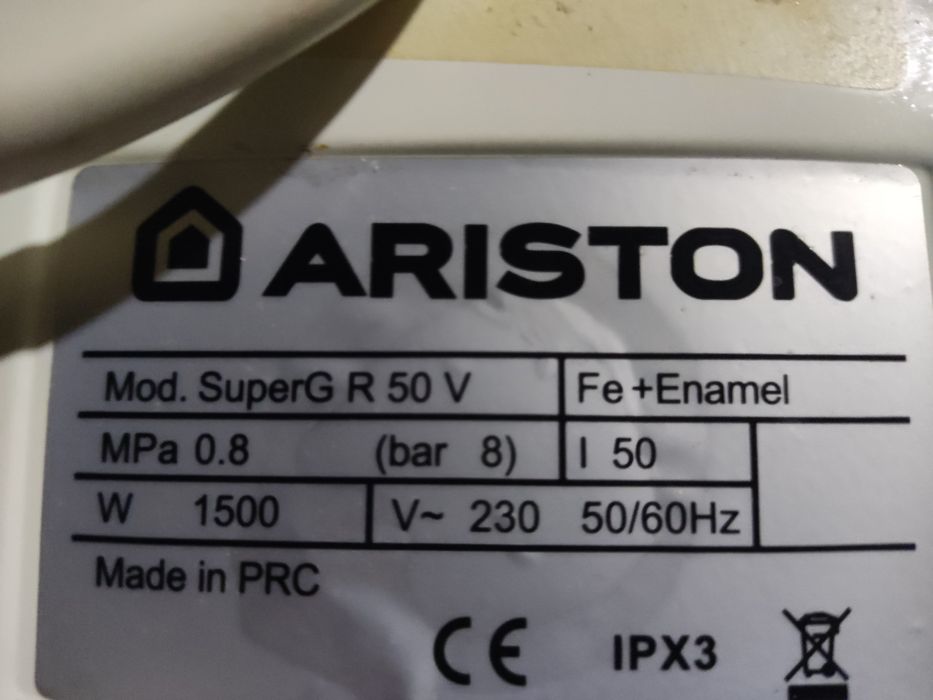 ARISTON
Mod. SuperG R 50 V Fe +Enamel
MPa 0.8 (bar 8) l 50
W 1500 V~ 230 50/60Hz
Made in PRC
CE IPX3